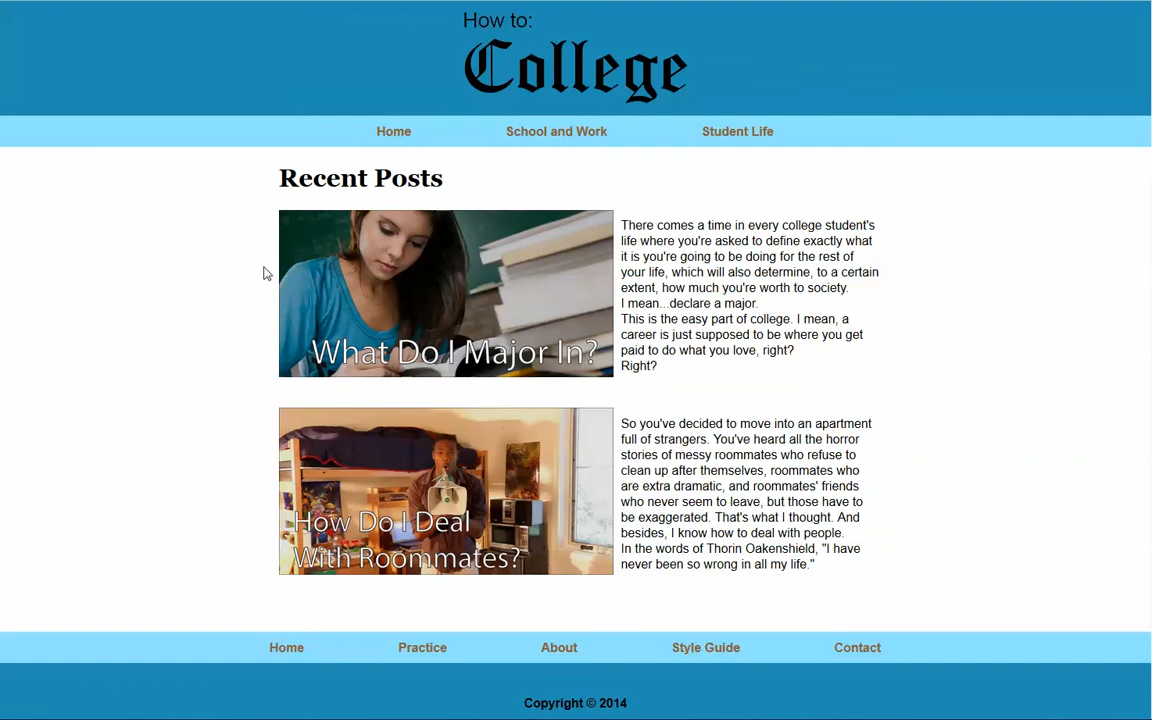 How to:
College
Home School and Work Student Life
Recent Posts
What Do I Major In?
There comes a time in every college student's
life where you're asked to define exactly what
it is you're going to be doing for the rest of
your life, which will also determine, to a certain
extent, how much you're worth to society.
I mean...declare a major.
This is the easy part of college. I mean, a
career is just supposed to be where you get
paid to do what you love, right?
Right?
How Do I Deal
With Roommates?
So you've decided to move into an apartment
full of strangers. You've heard all the horror
stories of messy roommates who refuse to
clean up after themselves, roommates who
are extra dramatic, and roommates' friends
who never seem to leave, but those have to
be exaggerated. That's what I thought. And
besides, I know how to deal with people.
In the words of Thorin Oakenshield, "I have
never been so wrong in all my life."
Home Practice About Style Guide Contact
Copyright © 2014